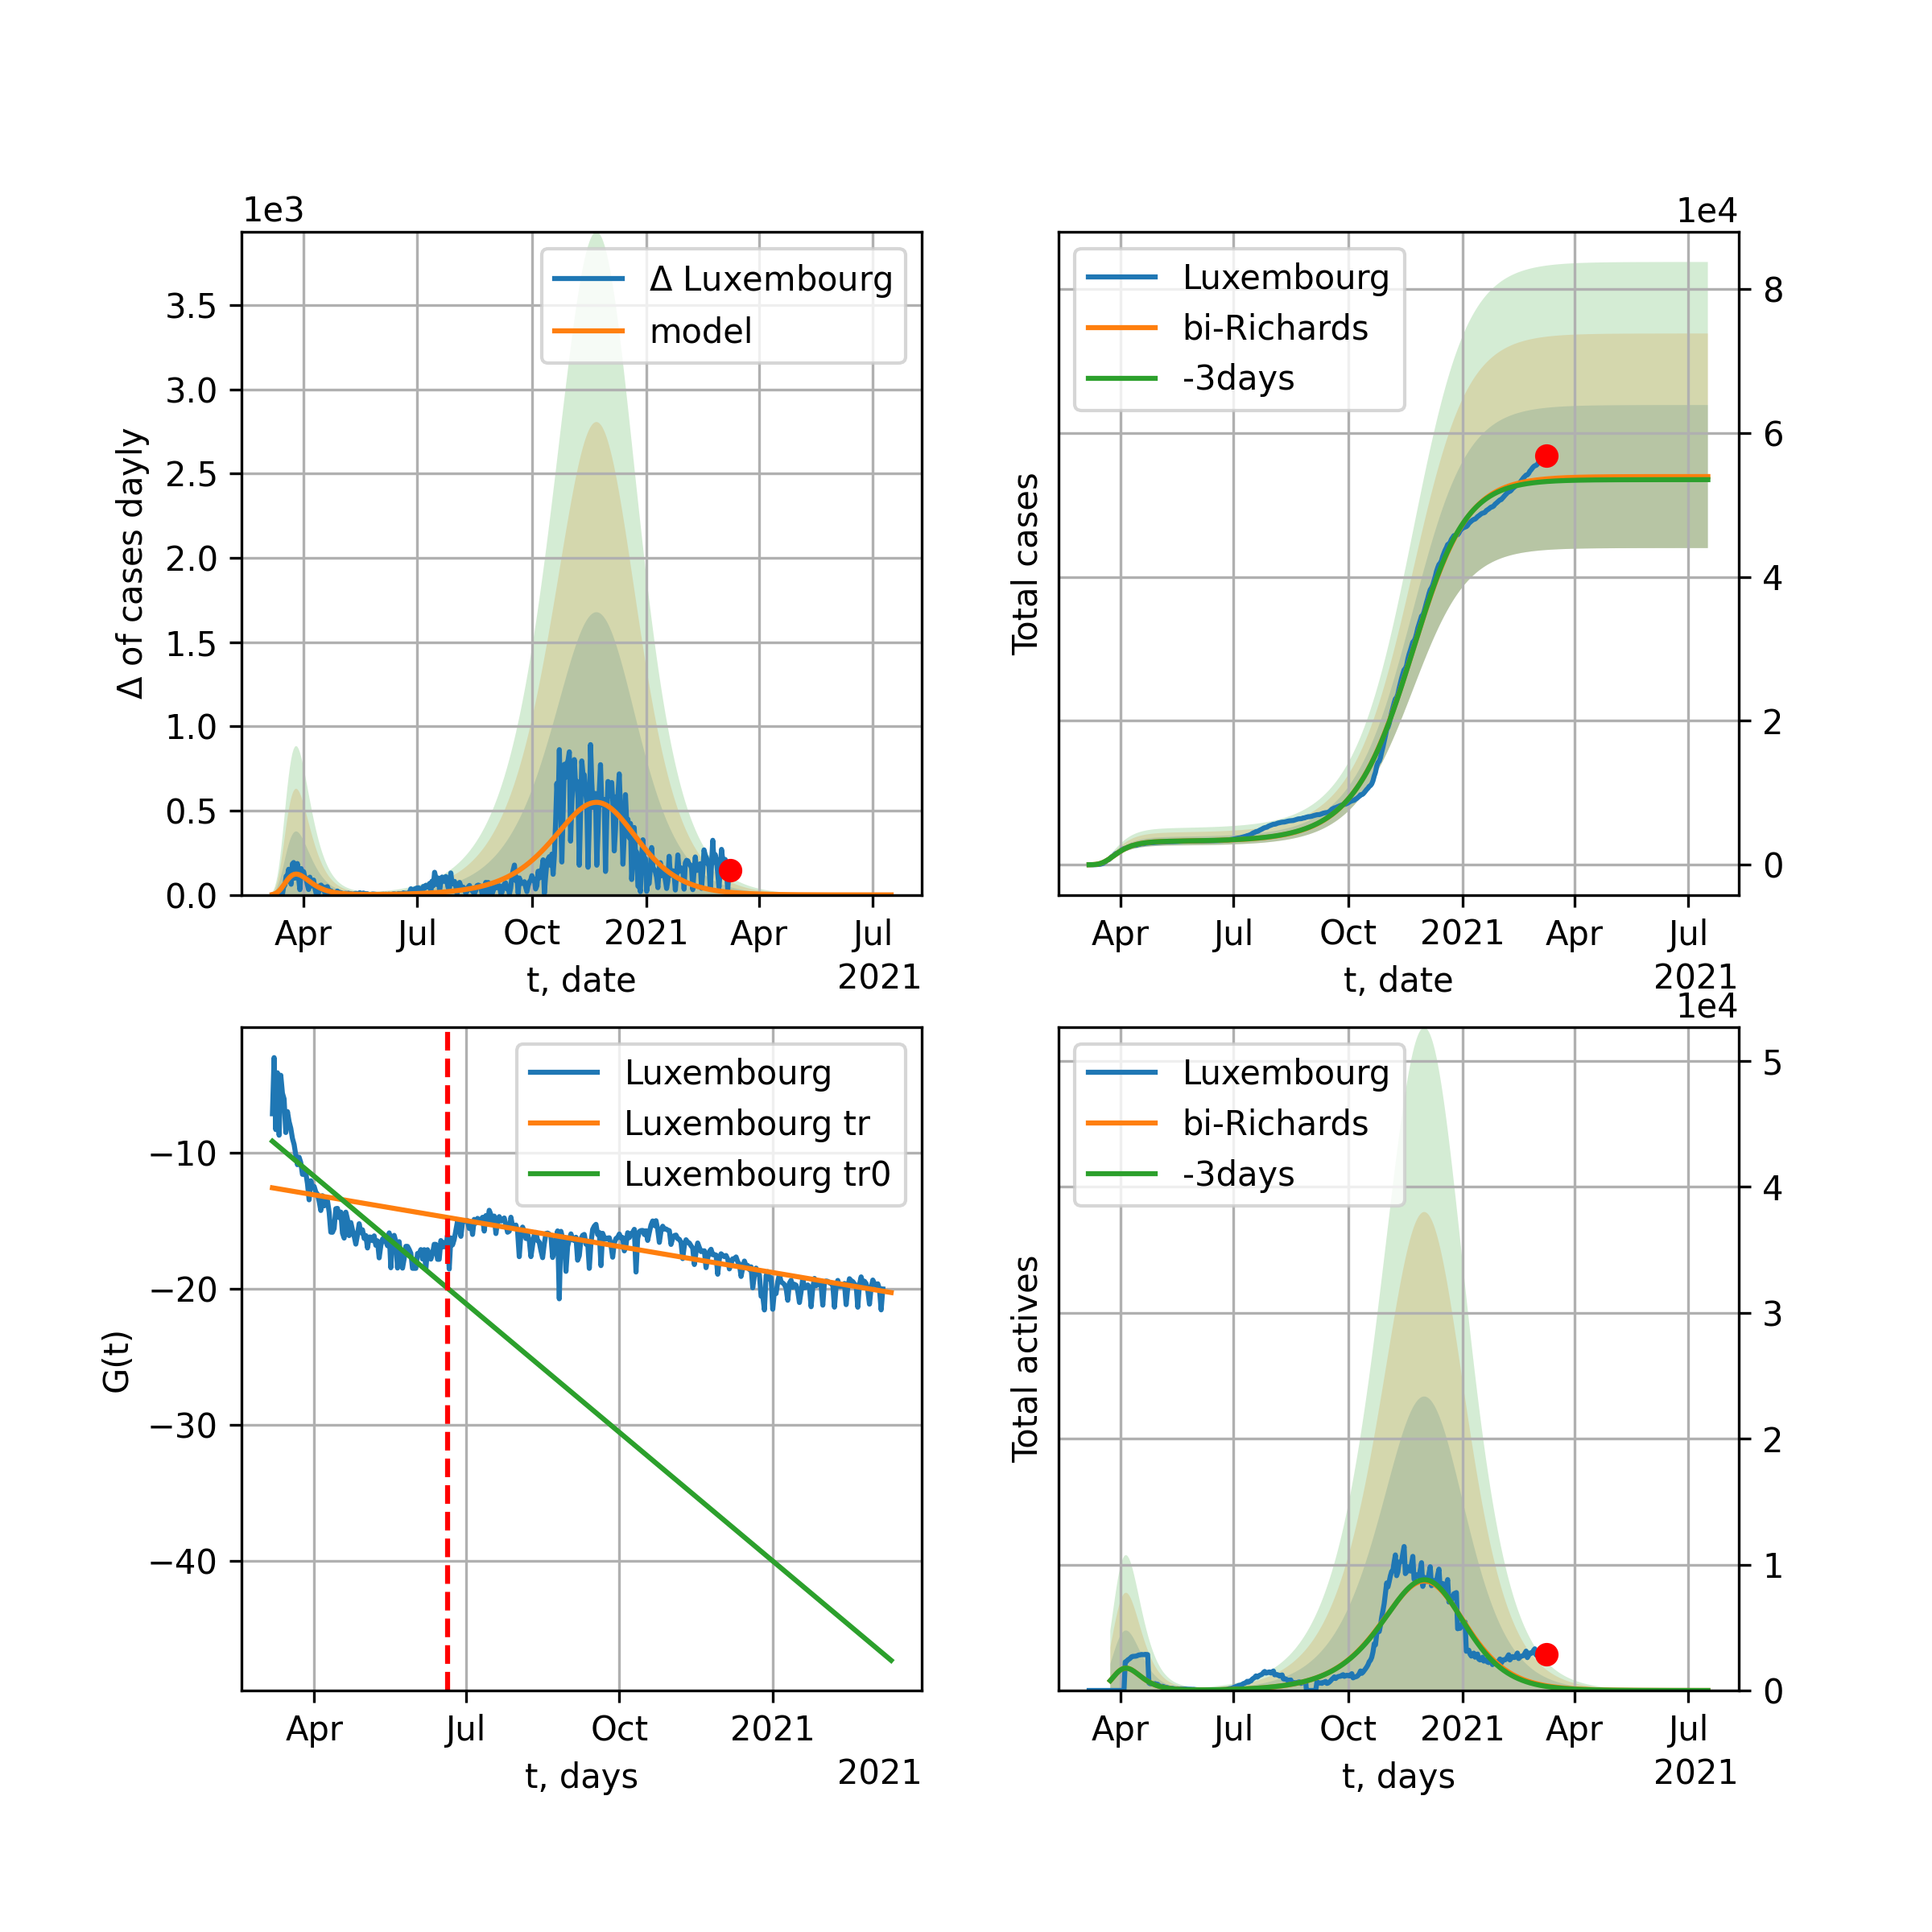 1e3
Δ of cases dayly
3.5
3.0
2.5
2.0
1.5
1.0
0.5
0.0
Δ Luxembourg
model
Apr Jul Oct 2021 Apr Jul
t, date
2021
1e4
Total cases
Luxembourg
bi-Richards
-3days
8
6
4
2
0
Apr Jul Oct 2021 Apr Jul
t, date
2021
G(t)
−10
−20
−30
−40
Luxembourg
Luxembourg tr
Luxembourg tr0
Apr Jul Oct 2021
t, days
2021
1e4
Total actives
Luxembourg
bi-Richards
-3days
5
4
3
2
1
0
Apr Jul Oct 2021 Apr Jul
t, days
2021